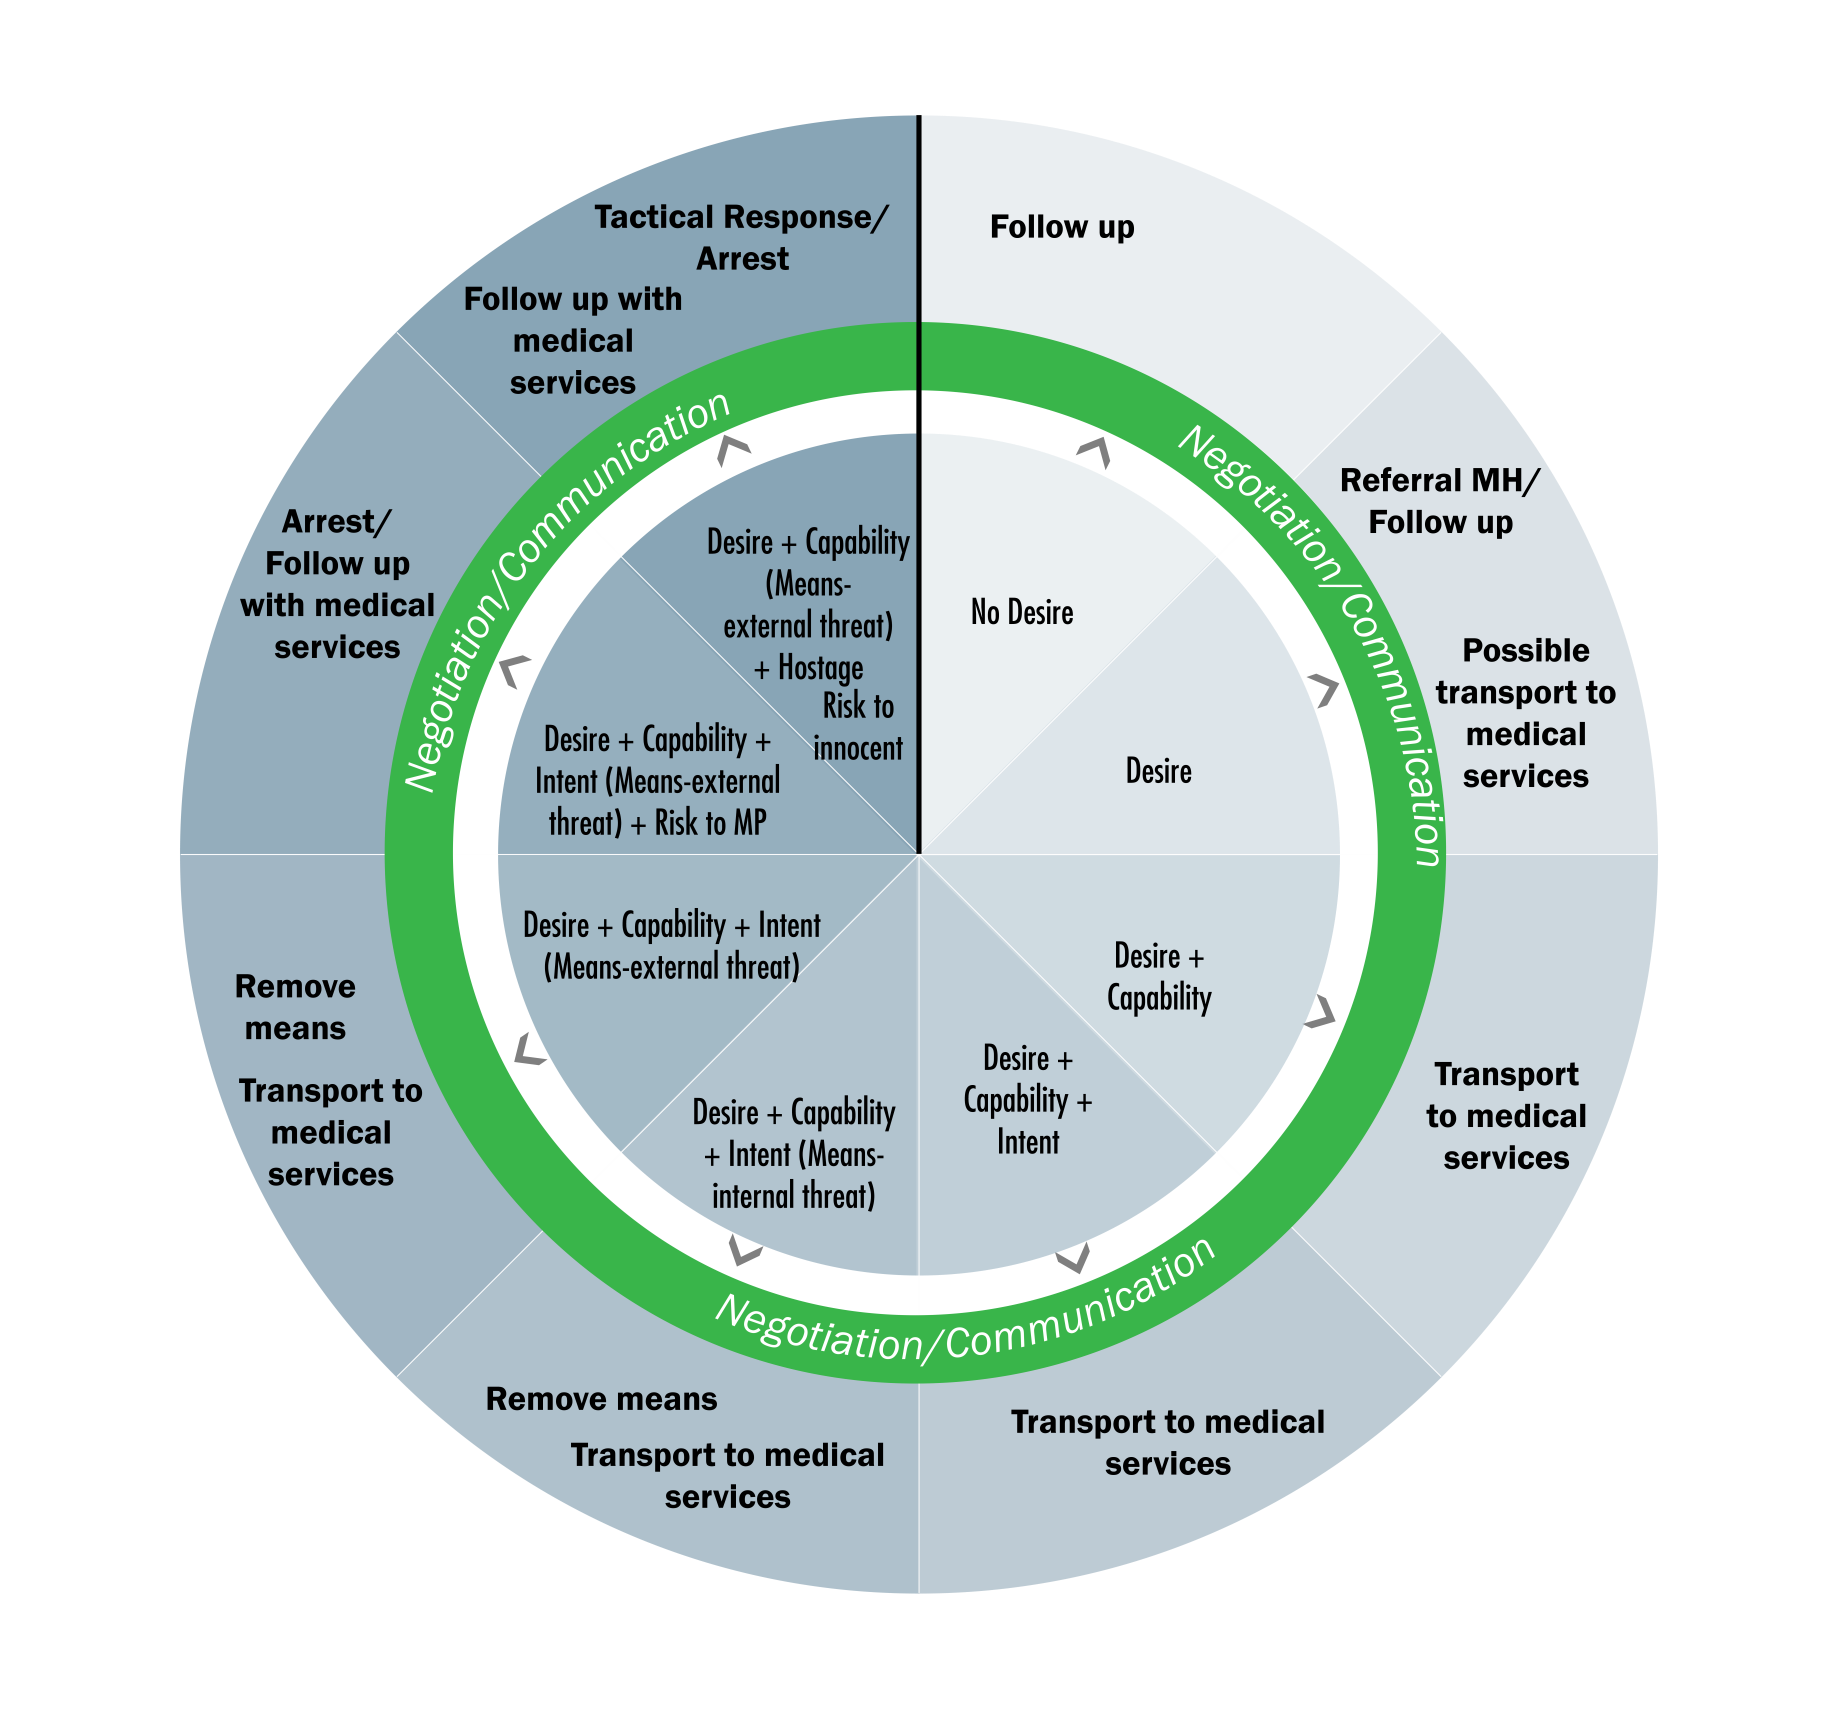 Follow up
Referral MH/
Follow up
Possible
transport to
medical
services
Transport
to medical
services
Transport to medical
services
Remove means
Transport to medical
services
Remove
means
Transport to
medical
services
Arrest/
Follow up
with medical
services
Tactical Response/
Arrest
Follow up with
medical
services
Negotiation/Communication
Negotiation/Communication
Negotiation/Communication
No Desire
Desire
Desire +
Capability
Desire +
Capability +
Intent
Desire + Capability
+ Intent (Means-
internal threat)
Desire + Capability + Intent
(Means-external threat)
Desire + Capability +
Intent (Means-external
threat) + Risk to MP
Desire + Capability
(Means-
external threat)
+ Hostage
Risk to
innocent